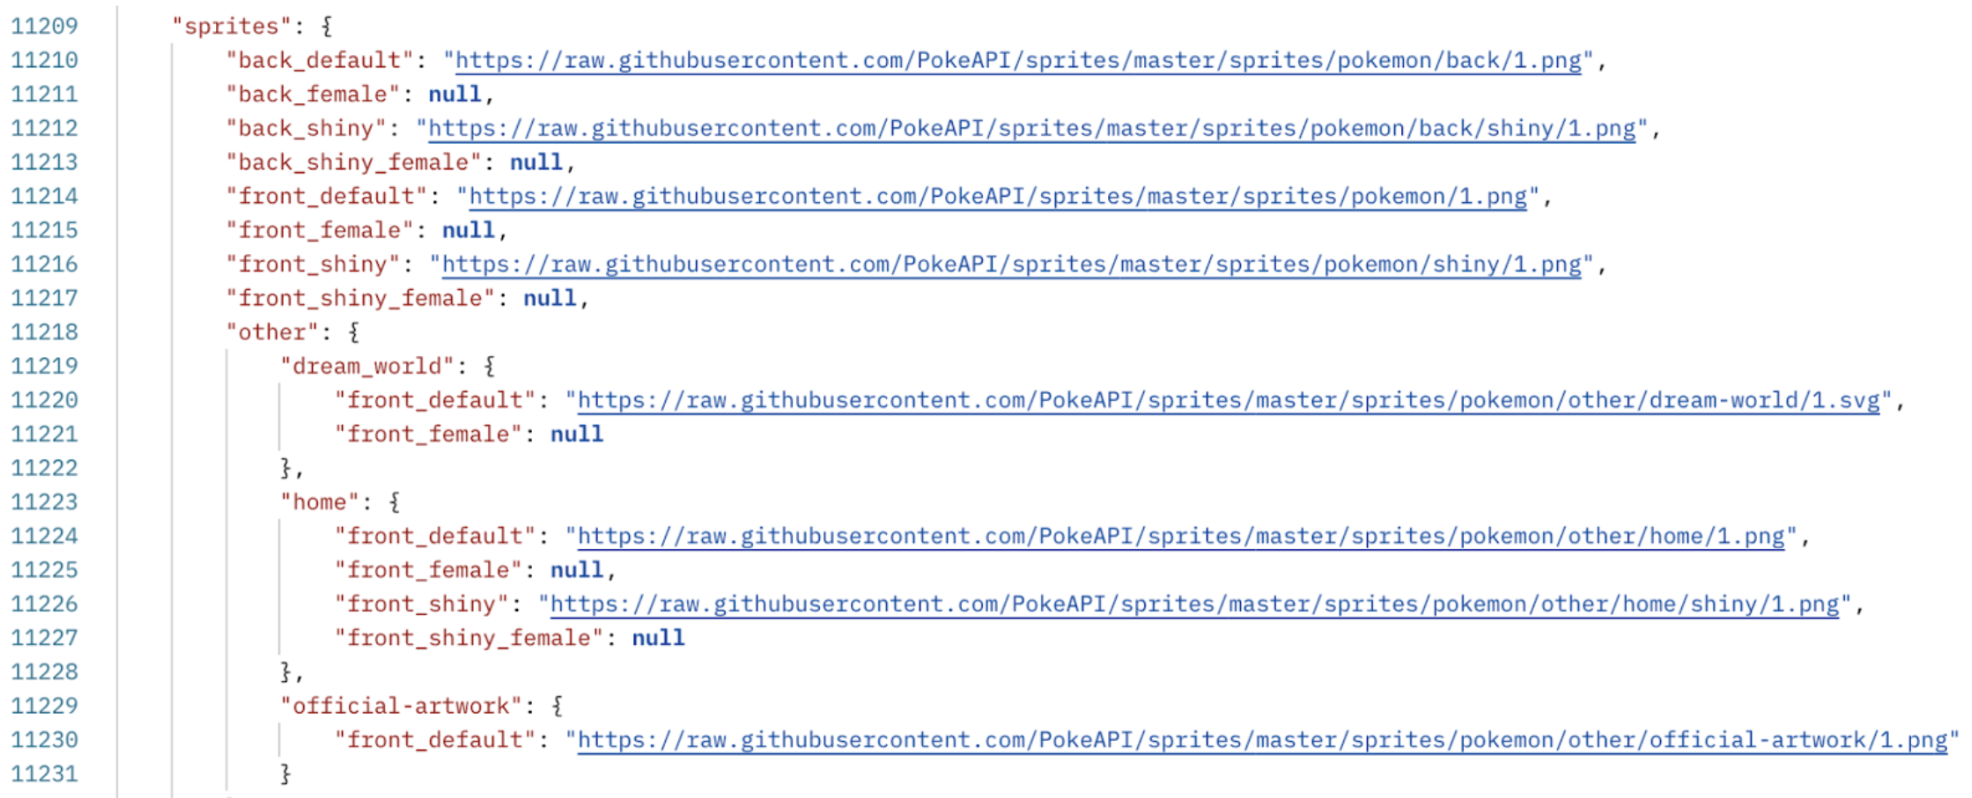 11209 "sprites": {
11210 "back_default": "https://raw.githubusercontent.com/PokeAPI/sprites/master/sprites/pokemon/back/1.png",
11211 "back_female": null,
11212 "back_shiny": "https://raw.githubusercontent.com/PokeAPI/sprites/master/sprites/pokemon/back/shiny/1.png",
11213 "back_shiny_female": null,
11214 "front_default": "https://raw.githubusercontent.com/PokeAPI/sprites/master/sprites/pokemon/1.png",
11215 "front_female": null,
11216 "front_shiny": "https://raw.githubusercontent.com/PokeAPI/sprites/master/sprites/pokemon/shiny/1.png",
11217 "front_shiny_female": null,
11218 "other": {
11219 "dream_world": {
11220 "front_default": "https://raw.githubusercontent.com/PokeAPI/sprites/master/sprites/pokemon/other/dream-world/1.svg",
11221 "front_female": null
11222 },
11223 "home": {
11224 "front_default": "https://raw.githubusercontent.com/PokeAPI/sprites/master/sprites/pokemon/other/home/1.png",
11225 "front_female": null,
11226 "front_shiny": "https://raw.githubusercontent.com/PokeAPI/sprites/master/sprites/pokemon/other/home/shiny/1.png",
11227 "front_shiny_female": null
11228 },
11229 "official-artwork": {
11230 "front_default": "https://raw.githubusercontent.com/PokeAPI/sprites/master/sprites/pokemon/other/official-artwork/1.png"
11231 }